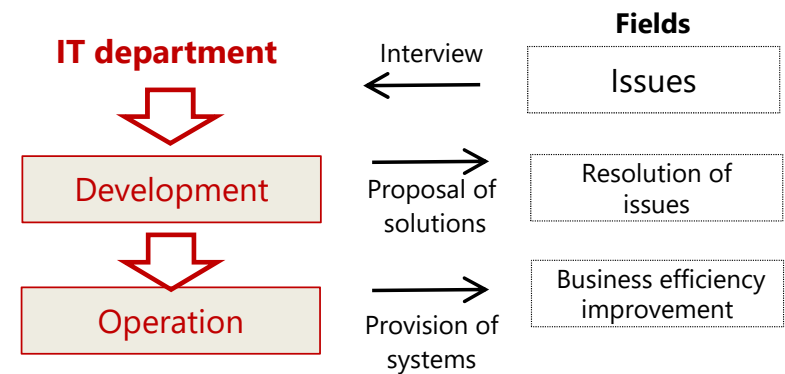 Fields
IT department
Interview
Issues
Development
Proposal of
solutions
Resolution of
issues
Operation
Provision of
systems
Business efficiency
improvement